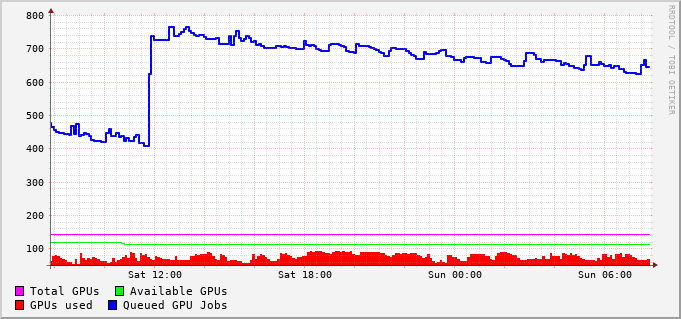 800
700
600
500
400
300
200
100
Sat 12:00 Sat 18:00 Sun 00:00 Sun 06:00
Total GPUs Available GPUs
GPUs used Queued GPU Jobs
RRDTOOL / TOBI OETIKER